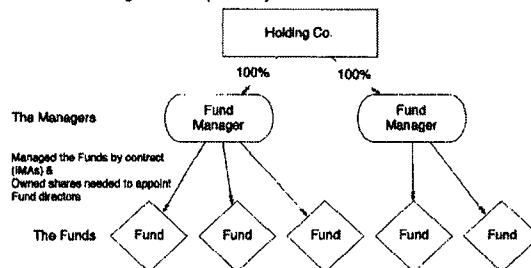 Holding Co.
100% 100%
The Managers
Fund
Manager
Fund
Manager
Managed the Funds by contract
(IMAs) &
Owned shares needed to appoint
Fund directors
The Funds
Fund Fund Fund Fund Fund